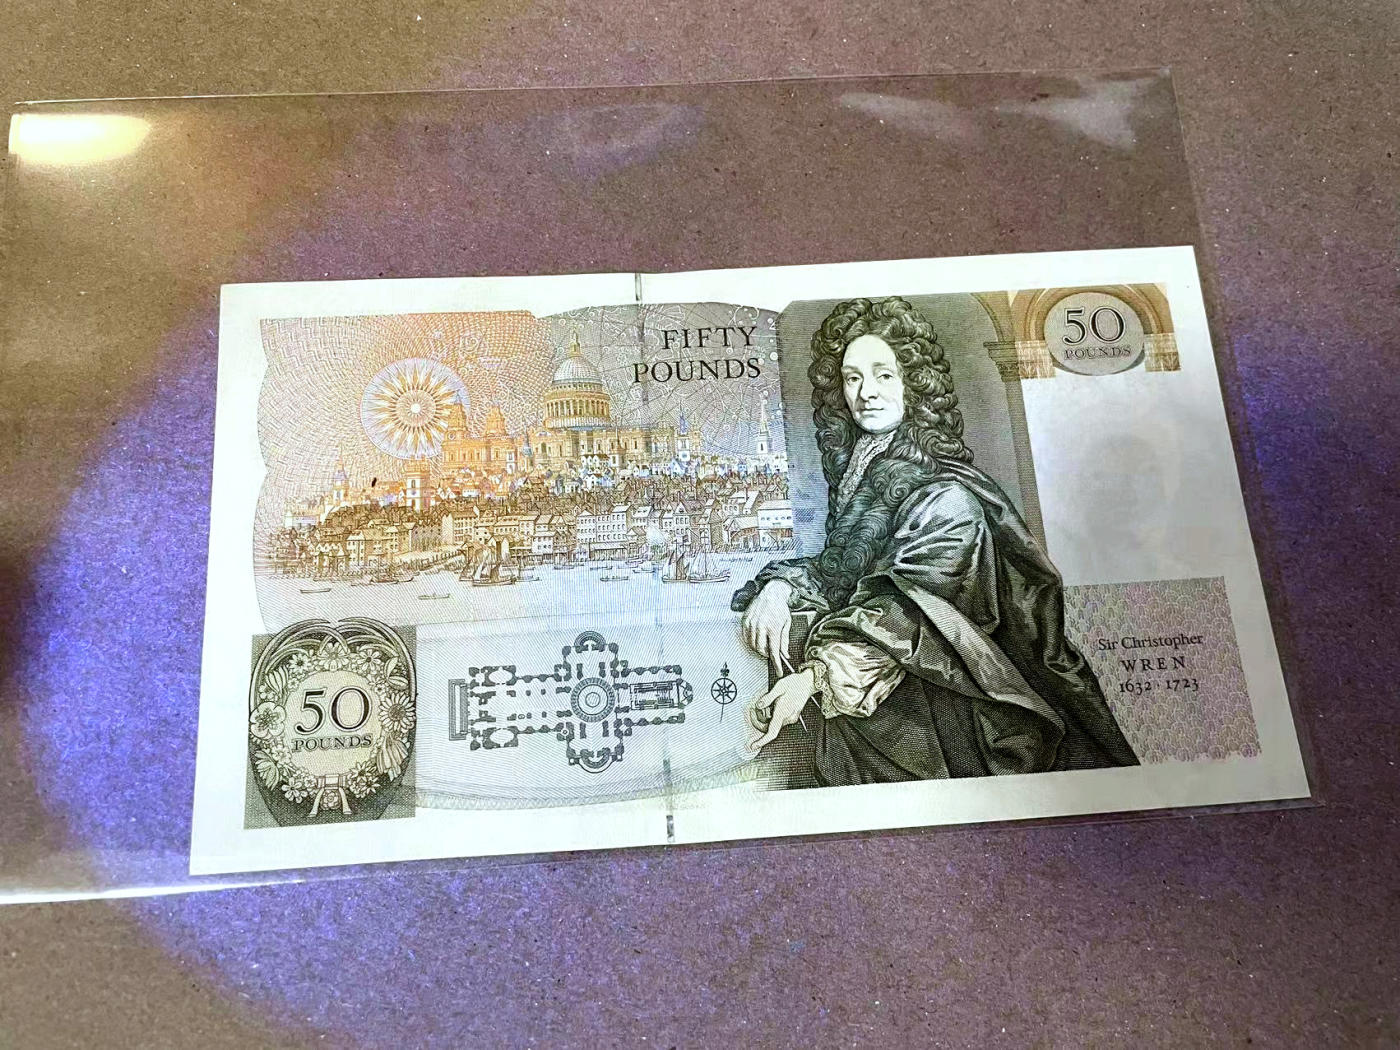 FIFTY
POUNDS
50
POUNDS
50
POUNDS
Sir Christopher
WREN
1632 · 1723